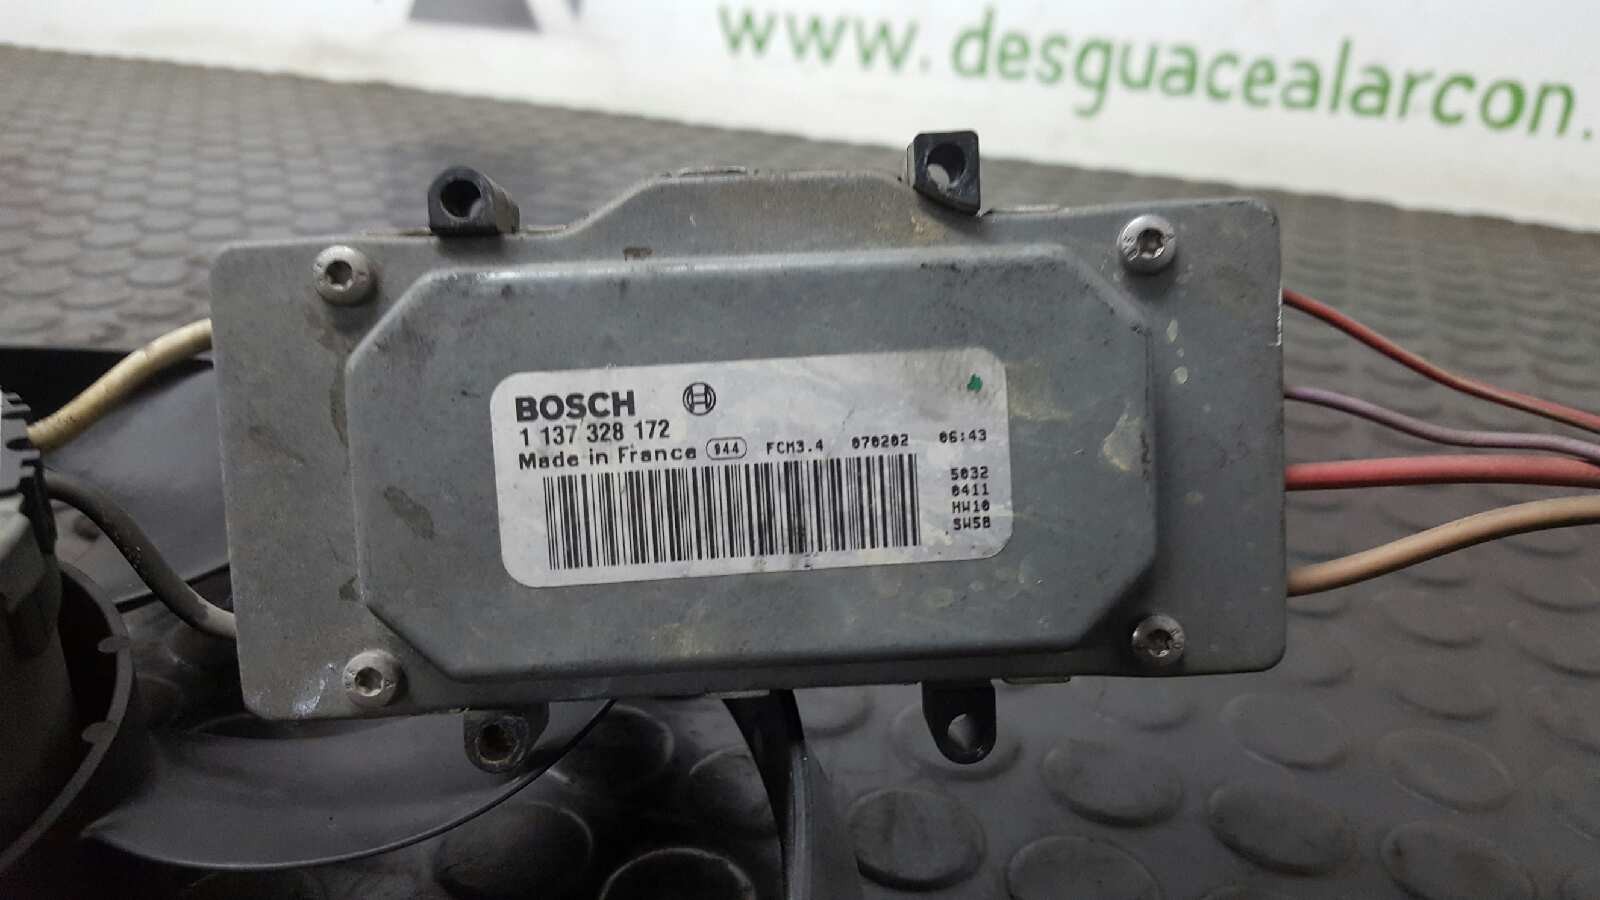 www.desguacealarcon.
BOSCH
1 137 328 172
Made in France 944 FCM3.4 070202 06:43
5032
0411
HW10
SW58